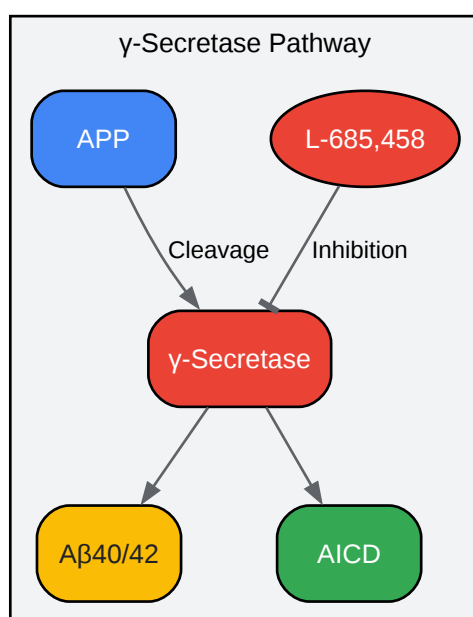 γ-Secretase Pathway
APP
L-685,458
Cleavage
Inhibition
γ-Secretase
Aβ40/42
AICD